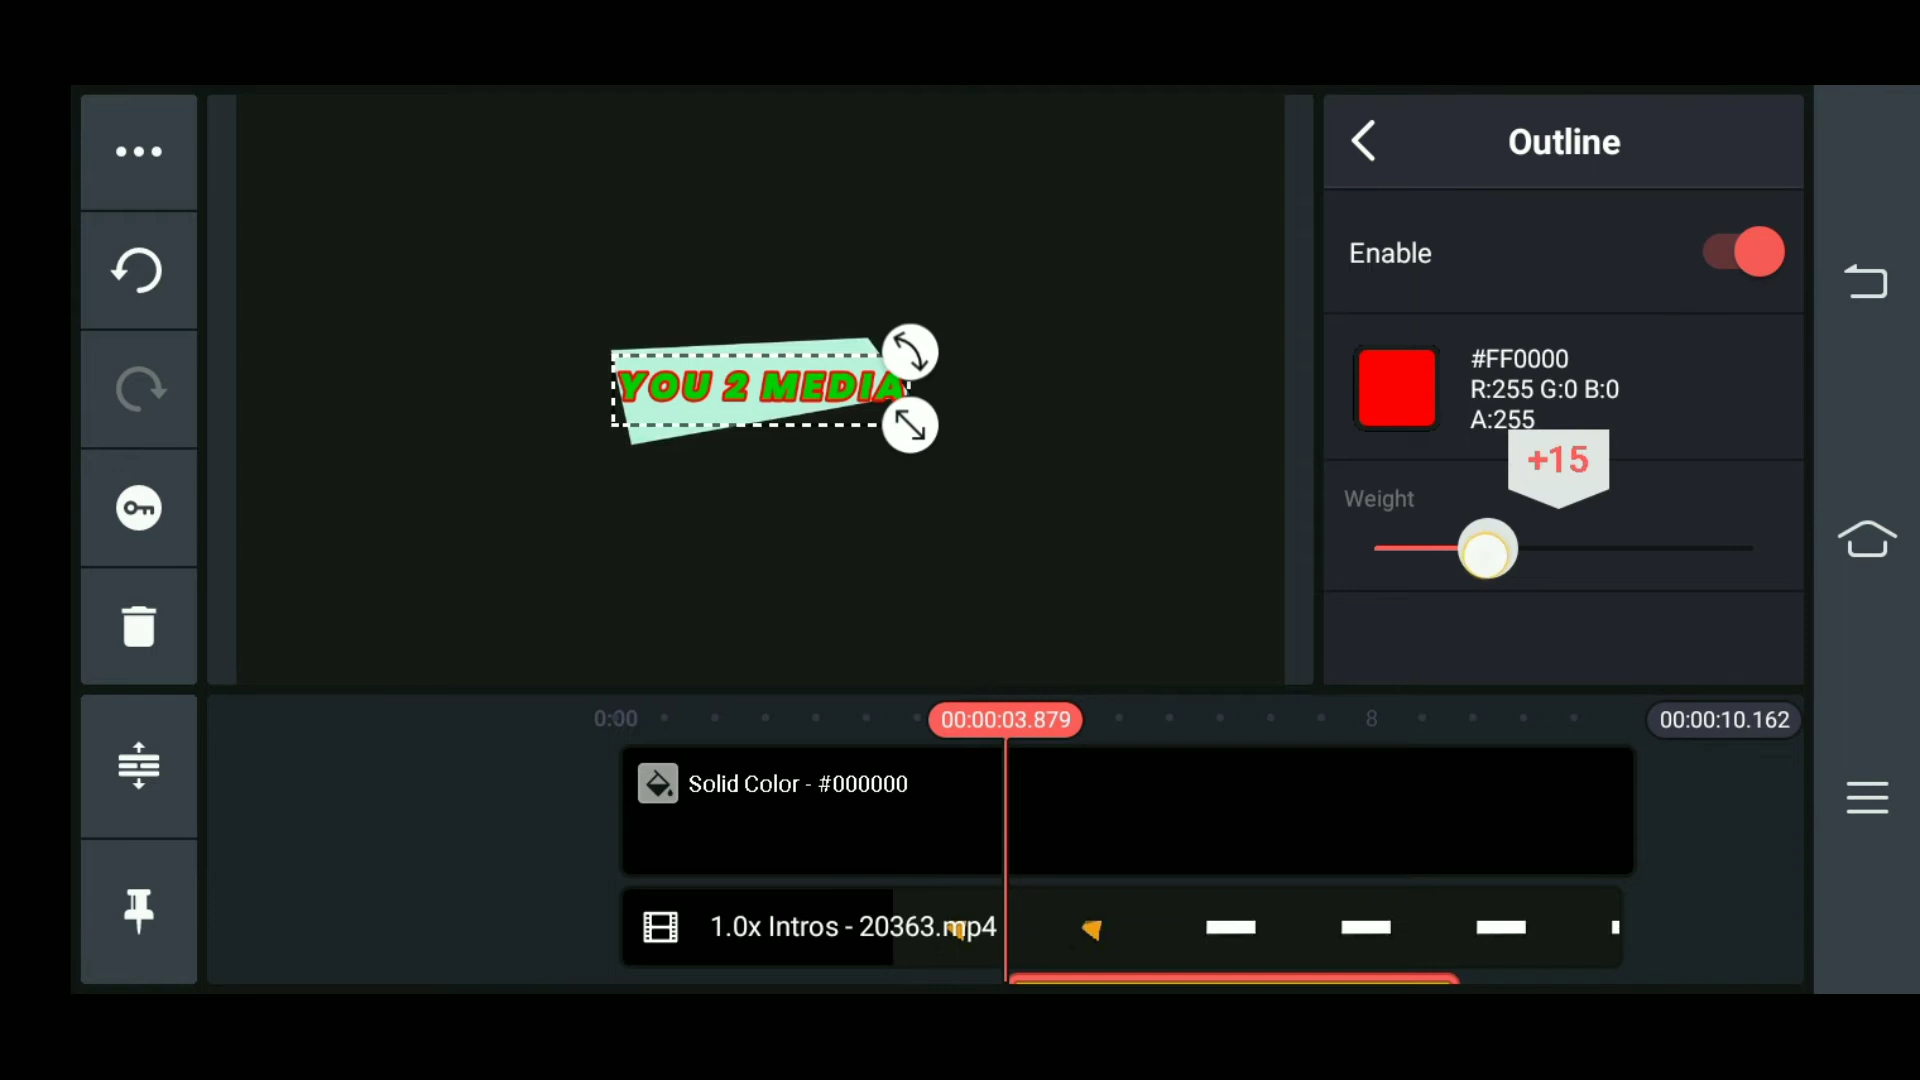 Outline
Enable
#FF0000
R:255 G:0 B:0
A:255
+15
Weight
YOU 2 MEDIA
0:00
00:00:03.879
8
00:00:10.162
Solid Color - #000000
1.0x Intros - 20363.mp4